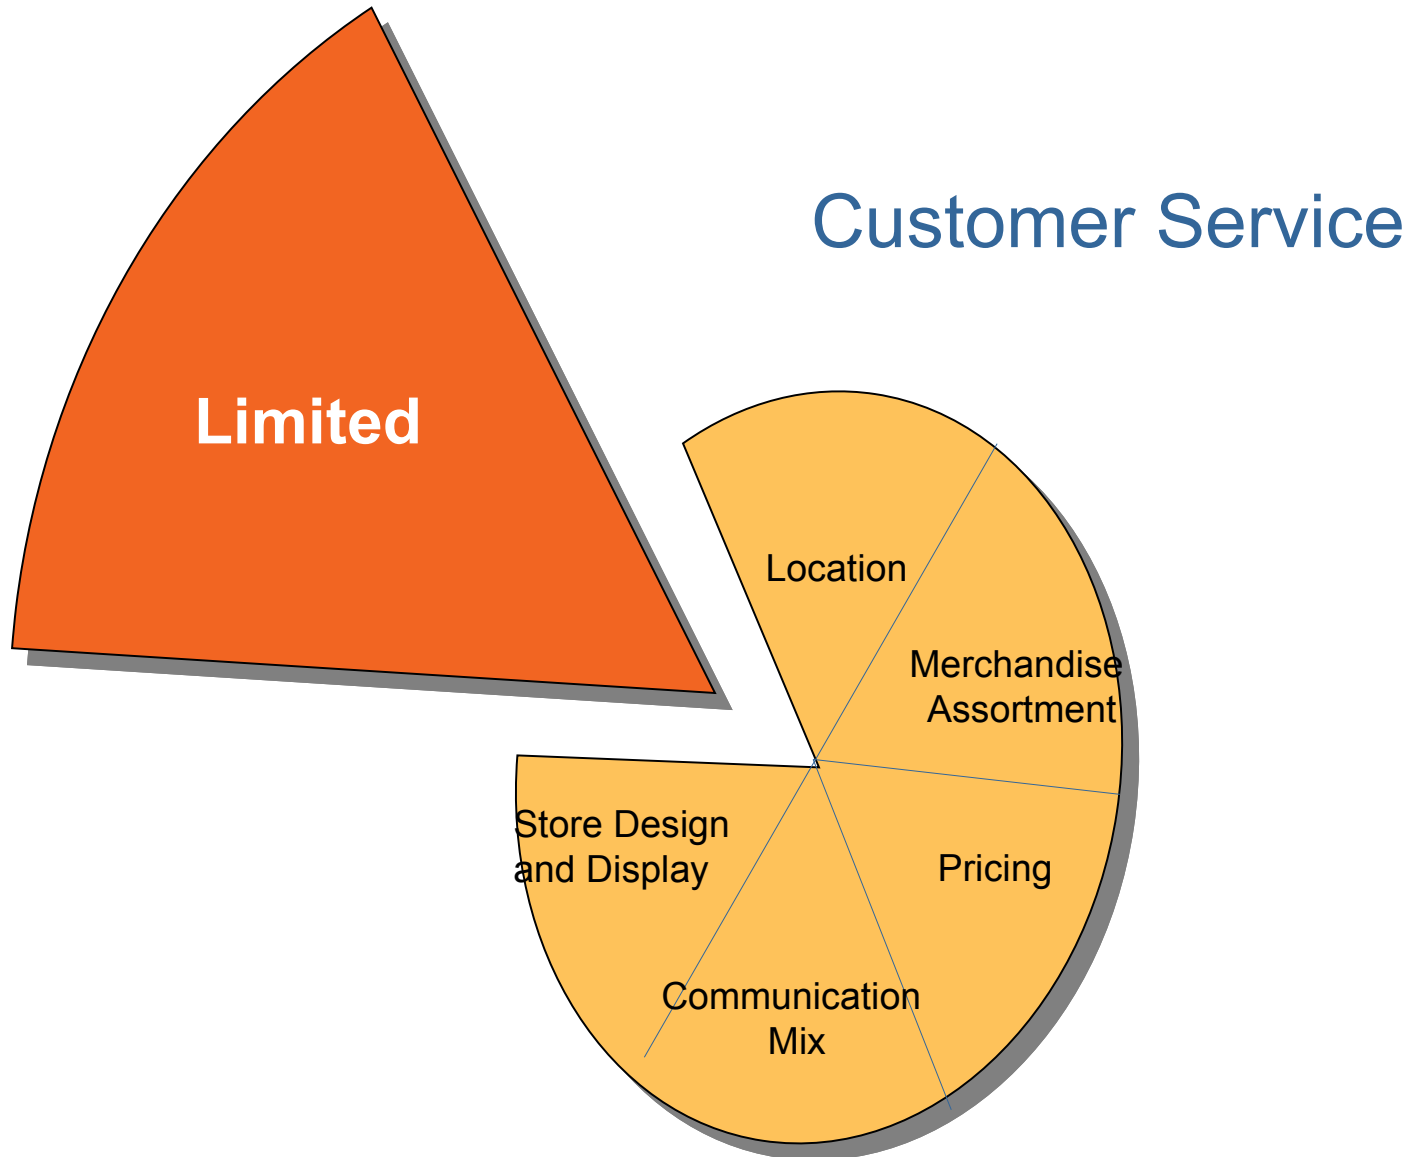 Customer Service
Limited
Location
Merchandise
Assortment
Store Design
and Display
Pricing
Communication
Mix